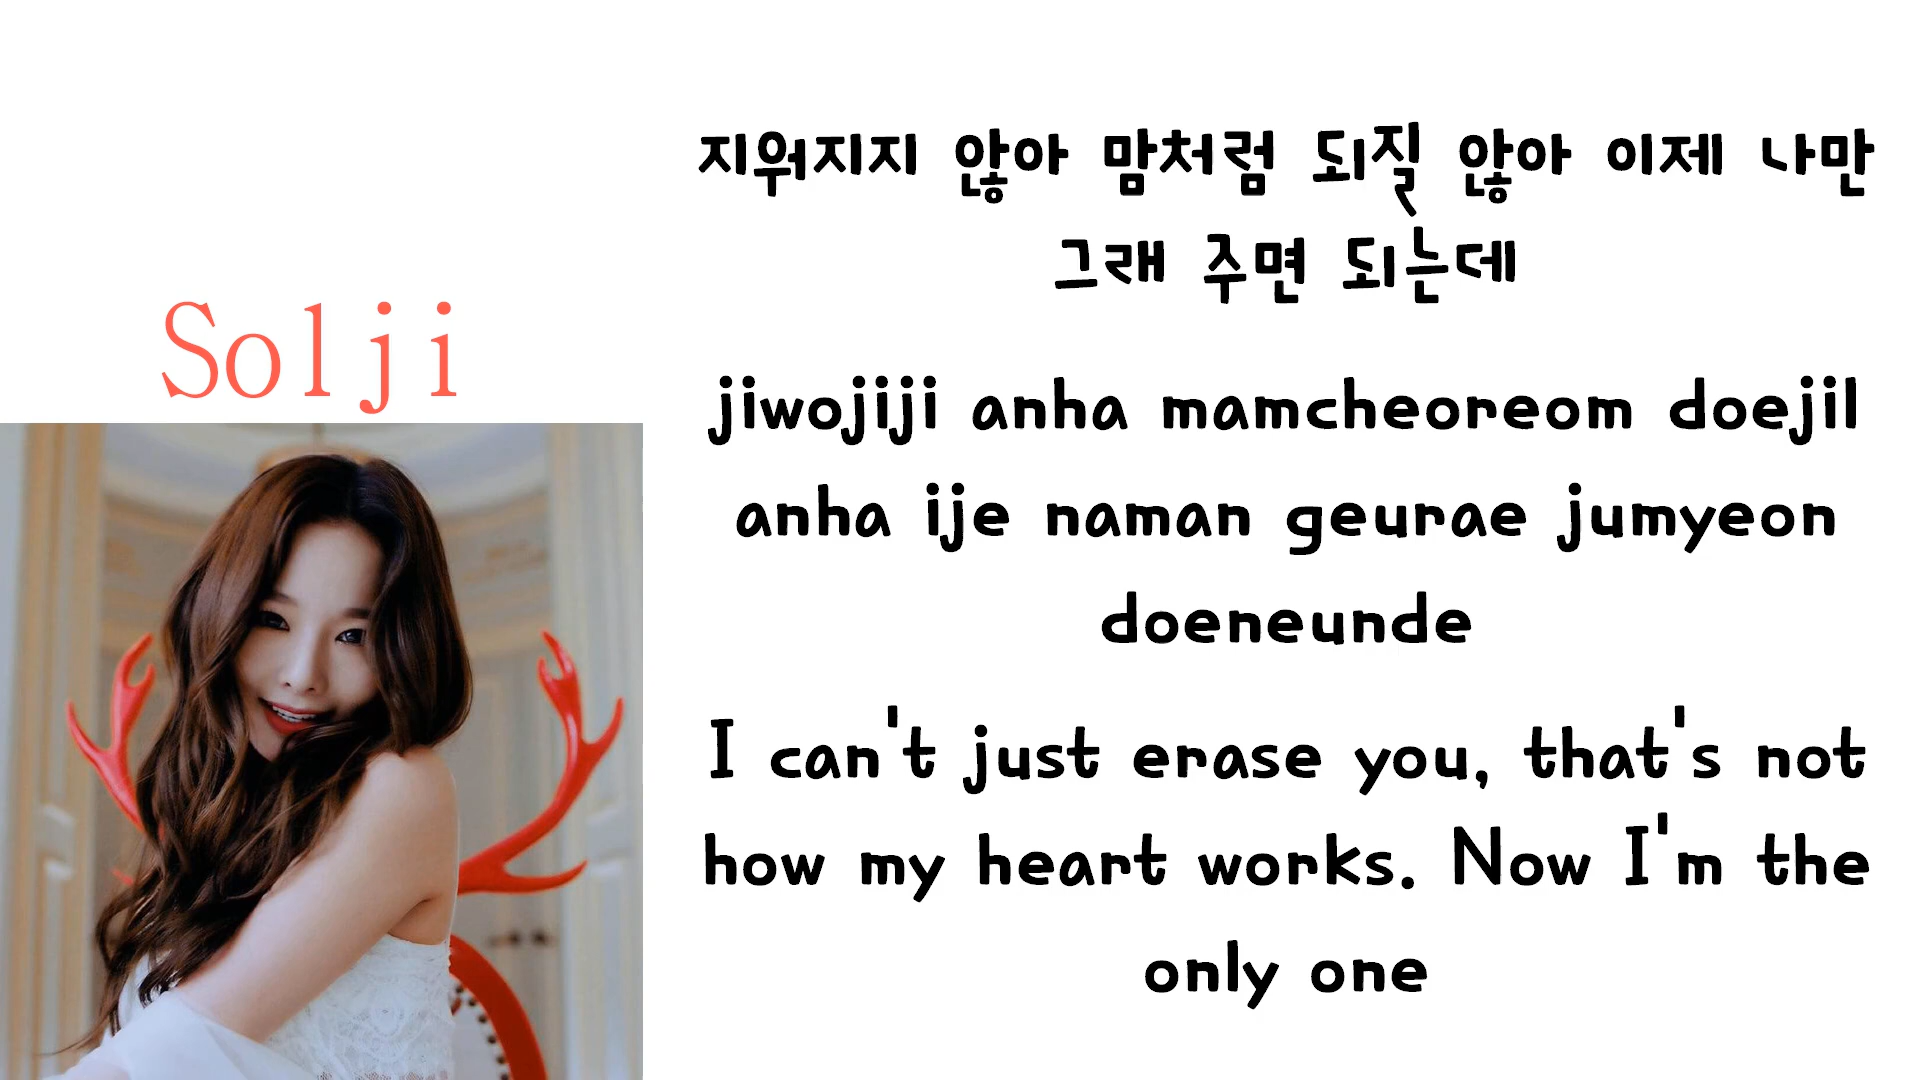 Solji
지워지지 않아 맘처럼 되질 않아 이제 나만
그래 주면 되는데
jiwojiji anha mamcheoreom doejil
anha ije naman geurae jumyeon
doeneunde
I can't just erase you, that's not
how my heart works. Now I'm the
only one